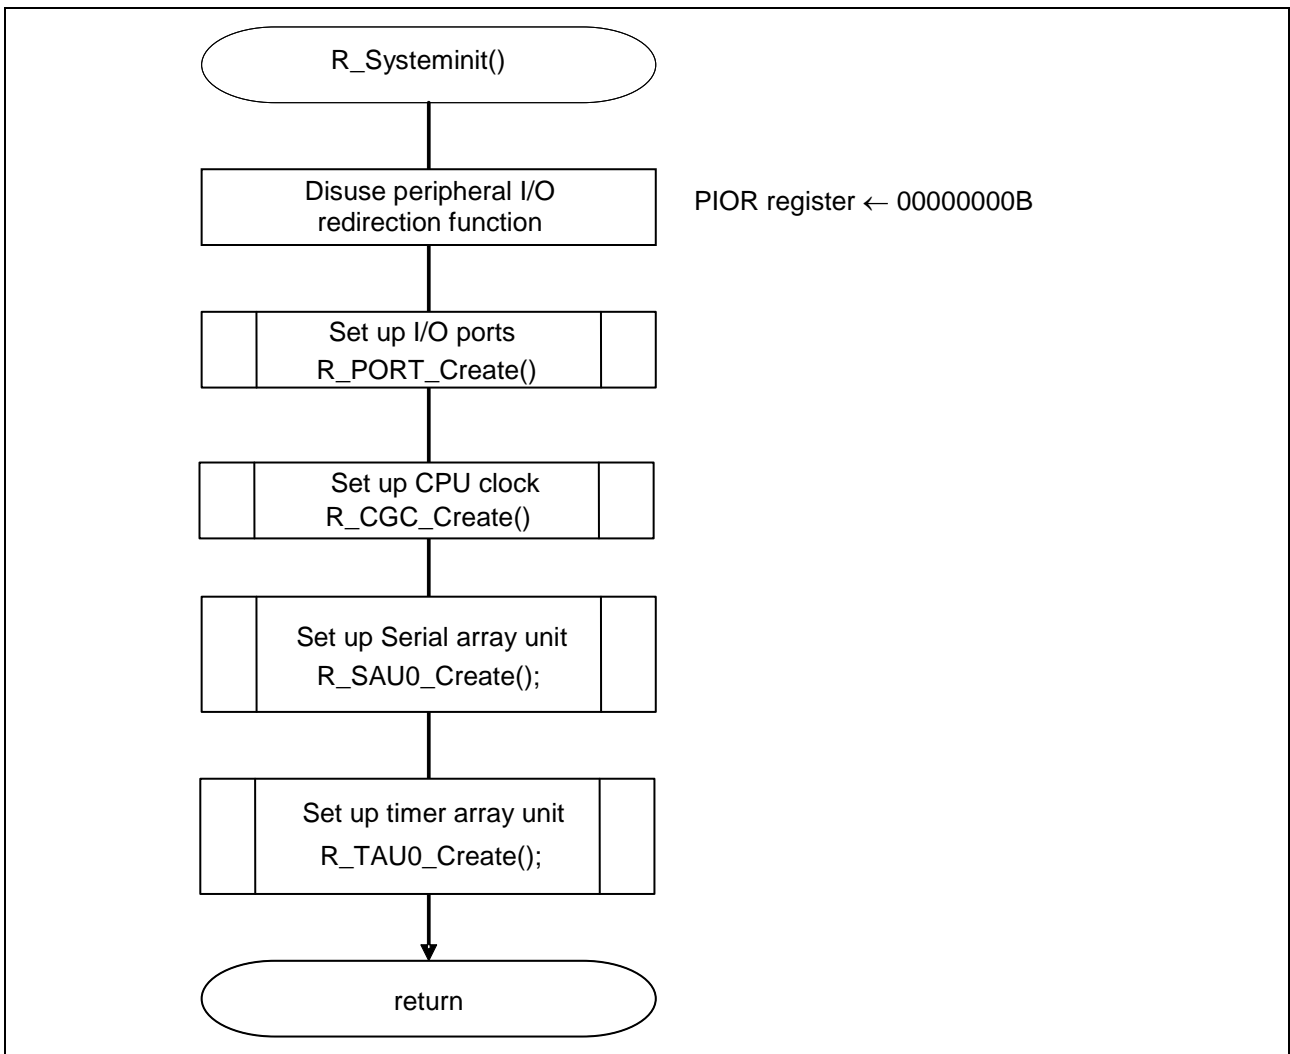 R_Systeminit()
Disuse peripheral I/O
redirection function
PIOR register ← 00000000B
Set up I/O ports
R_PORT_Create()
Set up CPU clock
R_CGC_Create()
Set up Serial array unit
R_SAU0_Create();
Set up timer array unit
R_TAU0_Create();
return